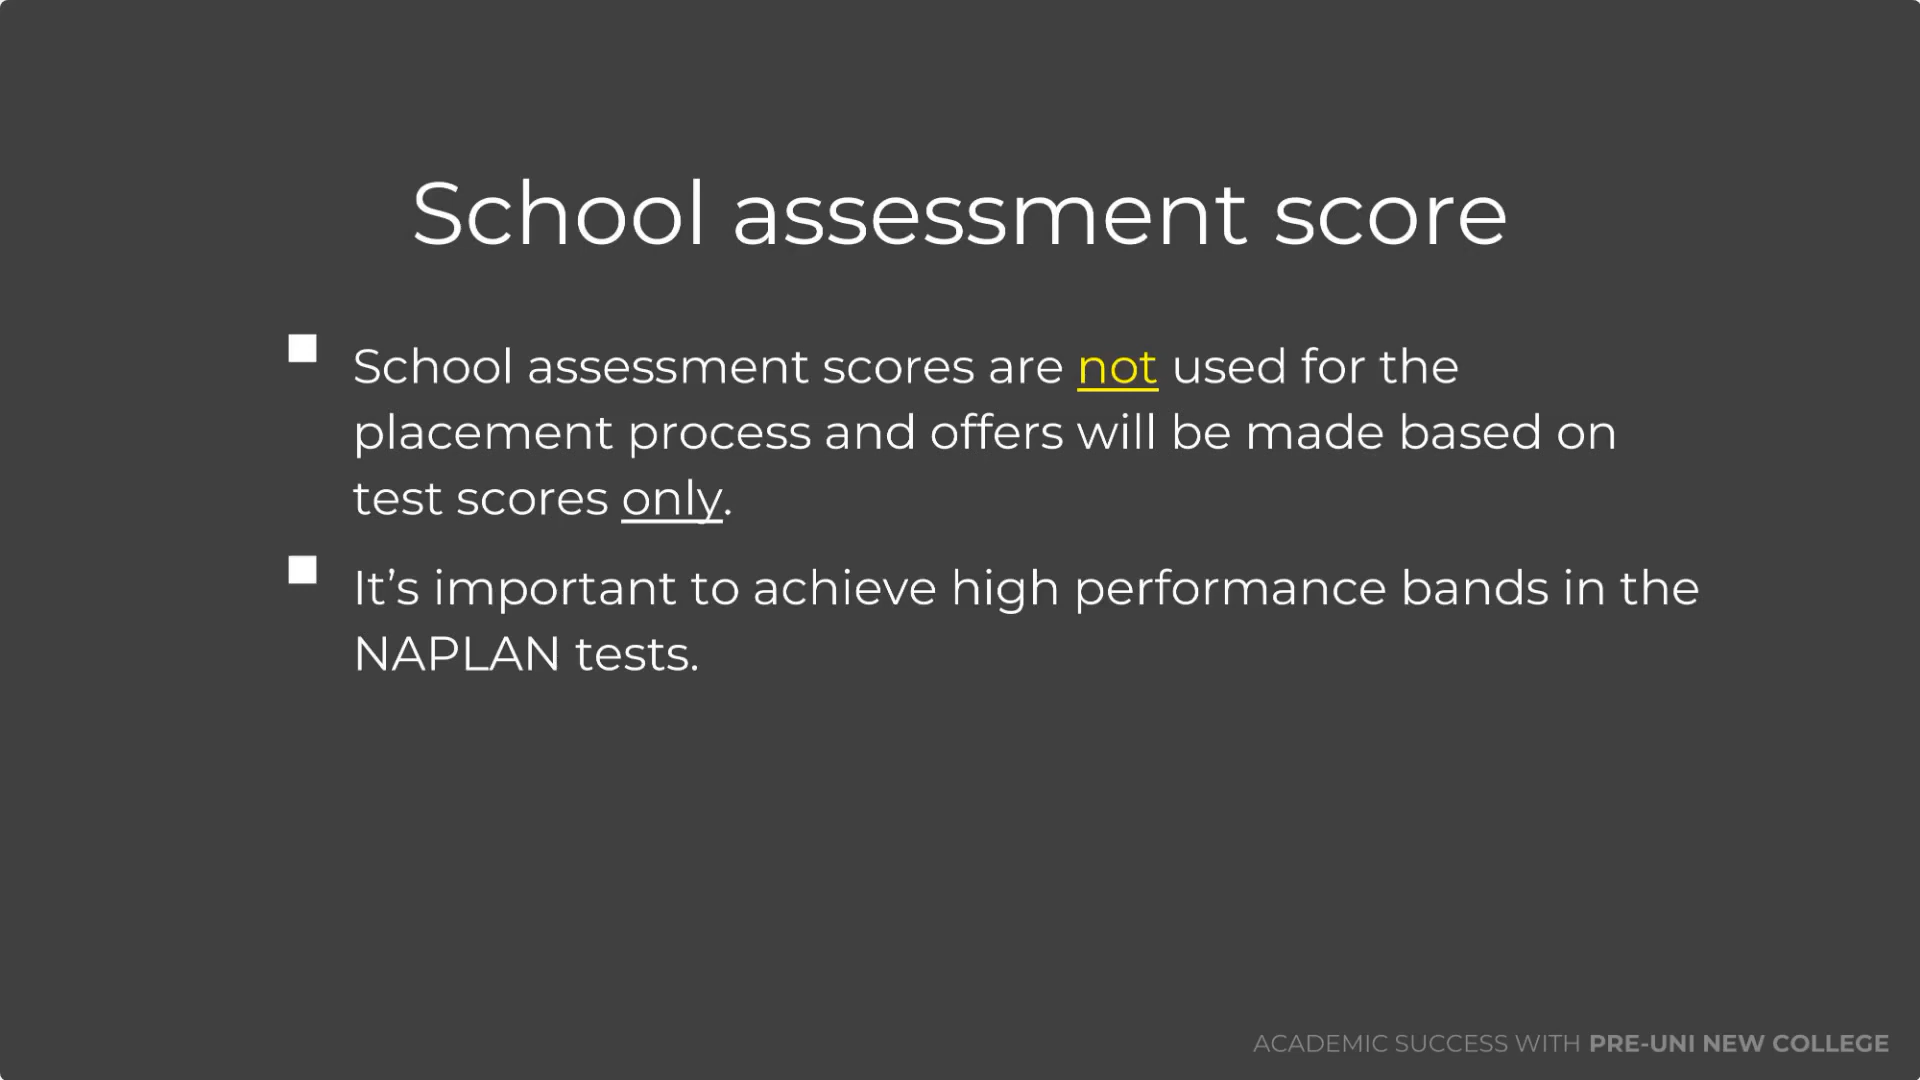 School assessment score
School assessment scores are not used for the
placement process and offers will be made based on
test scores only.
It’s important to achieve high performance bands in the
NAPLAN tests.
ACADEMIC SUCCESS WITH PRE-UNI NEW COLLEGE